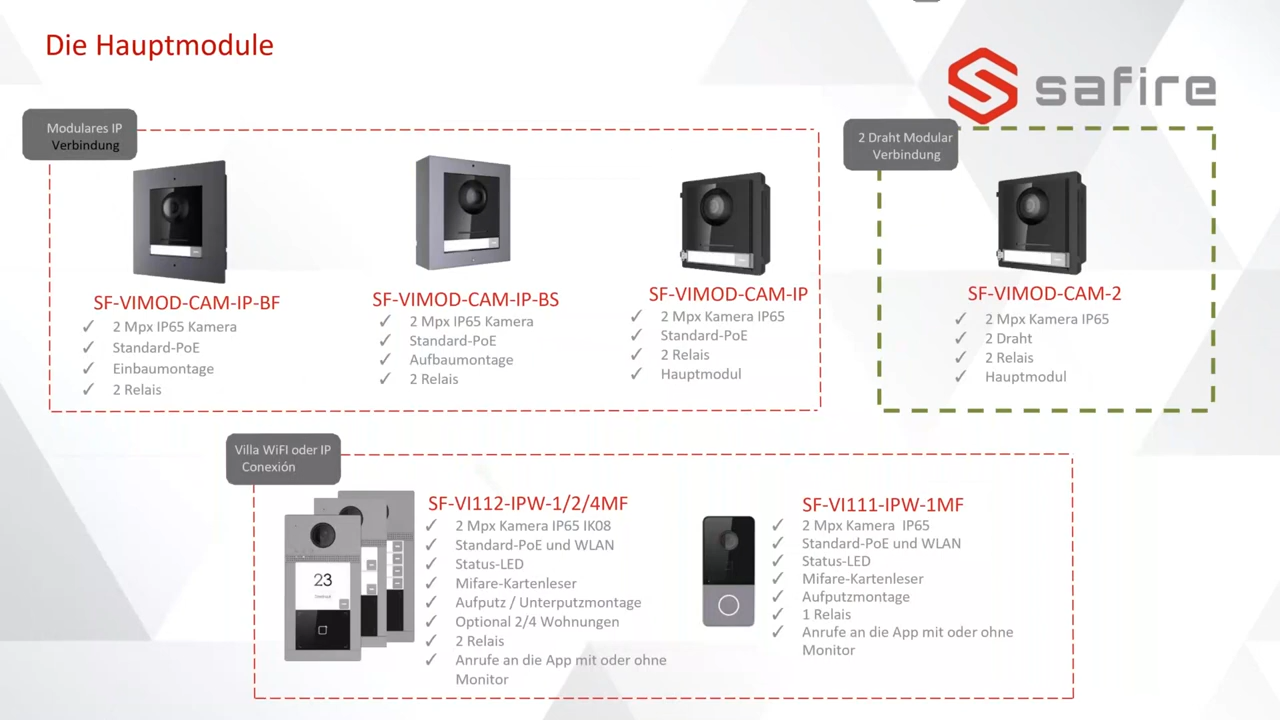 Die Hauptmodule
safire
Modulares IP
Verbindung
SF-VIMOD-CAM-IP-BF
✓ 2 Mpx IP65 Kamera
✓ Standard-PoE
✓ Einbaumontage
✓ 2 Relais
SF-VIMOD-CAM-IP-BS
✓ 2 Mpx IP65 Kamera
✓ Standard-PoE
✓ Aufbaumontage
✓ 2 Relais
SF-VIMOD-CAM-IP
✓ 2 Mpx Kamera IP65
✓ Standard-PoE
✓ 2 Relais
✓ Hauptmodul
2 Draht Modular
Verbindung
SF-VIMOD-CAM-2
✓ 2 Mpx Kamera IP65
✓ 2 Draht
✓ 2 Relais
✓ Hauptmodul
Villa WiFI oder IP
Conexión
23
SF-VI112-IPW-1/2/4MF
✓ 2 Mpx Kamera IP65 IK08
✓ Standard-PoE und WLAN
✓ Status-LED
✓ Mifare-Kartenleser
✓ Aufputz / Unterputzmontage
✓ Optional 2/4 Wohnungen
✓ 2 Relais
✓ Anrufe an die App mit oder ohne
Monitor
SF-VI111-IPW-1MF
✓ 2 Mpx Kamera IP65
✓ Standard-PoE und WLAN
✓ Status-LED
✓ Mifare-Kartenleser
✓ Aufputzmontage
✓ 1 Relais
✓ Anrufe an die App mit oder ohne
Monitor